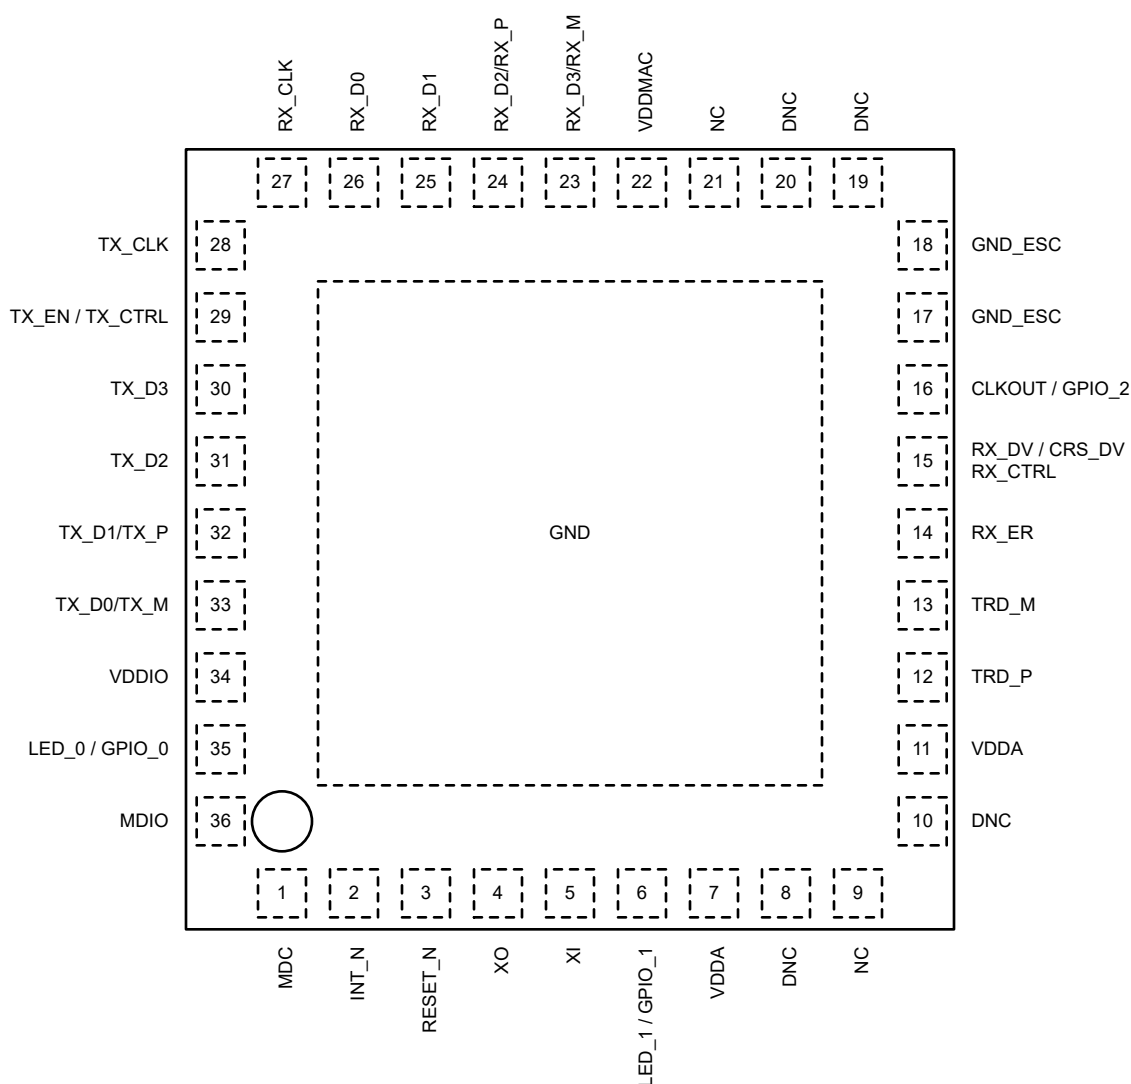 RX_CLK
RX_D0
RX_D1
RX_D2/RX_P
RX_D3/RX_M
VDDMAC
NC
DNC
DNC
27 26 25 24 23 22 21 20 19
TX_CLK 28
18 GND_ESC
TX_EN / TX_CTRL 29
17 GND_ESC
TX_D3 30
16 CLKOUT / GPIO_2
TX_D2 31
15 RX_DV / CRS_DV
RX_CTRL
TX_D1/TX_P 32
GND
14 RX_ER
TX_D0/TX_M 33
13 TRD_M
VDDIO 34
12 TRD_P
LED_0 / GPIO_0 35
11 VDDA
MDIO 36
10 DNC
1 2 3 4 5 6 7 8 9
MDC
INT_N
RESET_N
XO
XI
LED_1 / GPIO_1
VDDA
DNC
NC